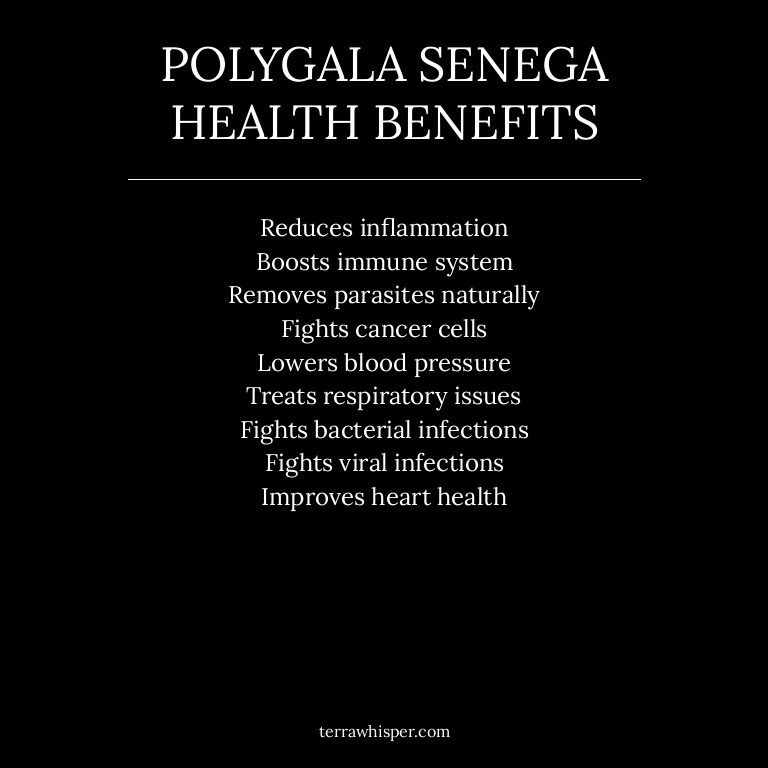 POLYGALA SENEGA
HEALTH BENEFITS
Reduces inflammation
Boosts immune system
Removes parasites naturally
Fights cancer cells
Lowers blood pressure
Treats respiratory issues
Fights bacterial infections
Fights viral infections
Improves heart health
terrawhisper.com